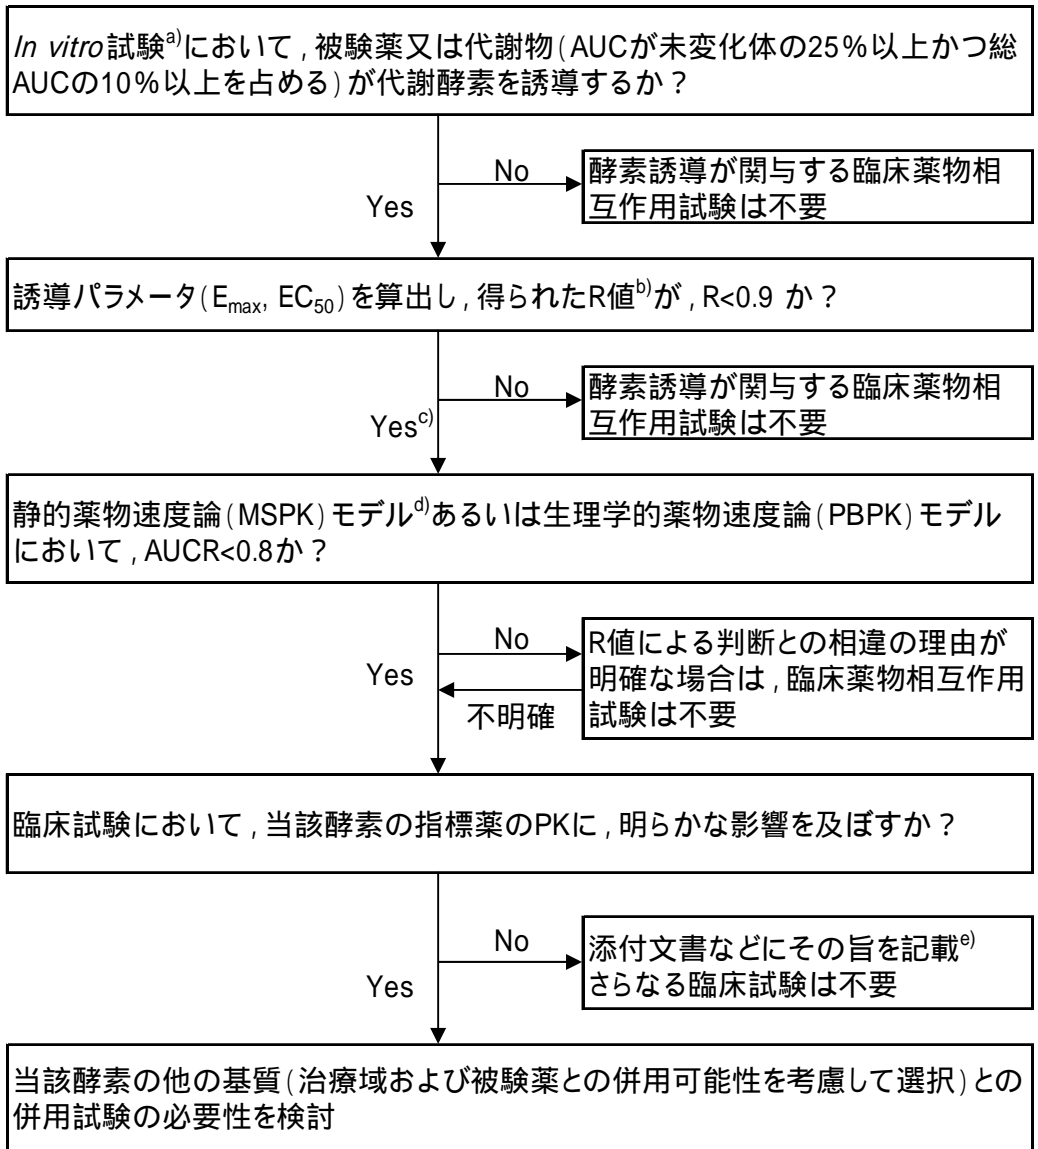 In vitro試験a)において，被験薬又は代謝物(AUCが未変化体の25%以上かつ総
AUCの10%以上を占める)が代謝酵素を誘導するか？
No
酵素誘導が関与する臨床薬物相
互作用試験は不要
Yes
誘導パラメータ(Emax, EC50)を算出し，得られたR値b)が，R<0.9 か？
No
酵素誘導が関与する臨床薬物相
互作用試験は不要
Yesc)
静的薬物速度論(MSPK)モデルd)あるいは生理学的薬物速度論(PBPK)モデル
において，AUCR<0.8か？
No
R値による判断との相違の理由が
明確な場合は，臨床薬物相互作用
試験は不要
Yes
不明確
臨床試験において，当該酵素の指標薬のPKに，明らかな影響を及ぼすか？
No
添付文書などにその旨を記載e)
さらなる臨床試験は不要
Yes
当該酵素の他の基質(治療域および被験薬との併用可能性を考慮して選択)との
併用試験の必要性を検討